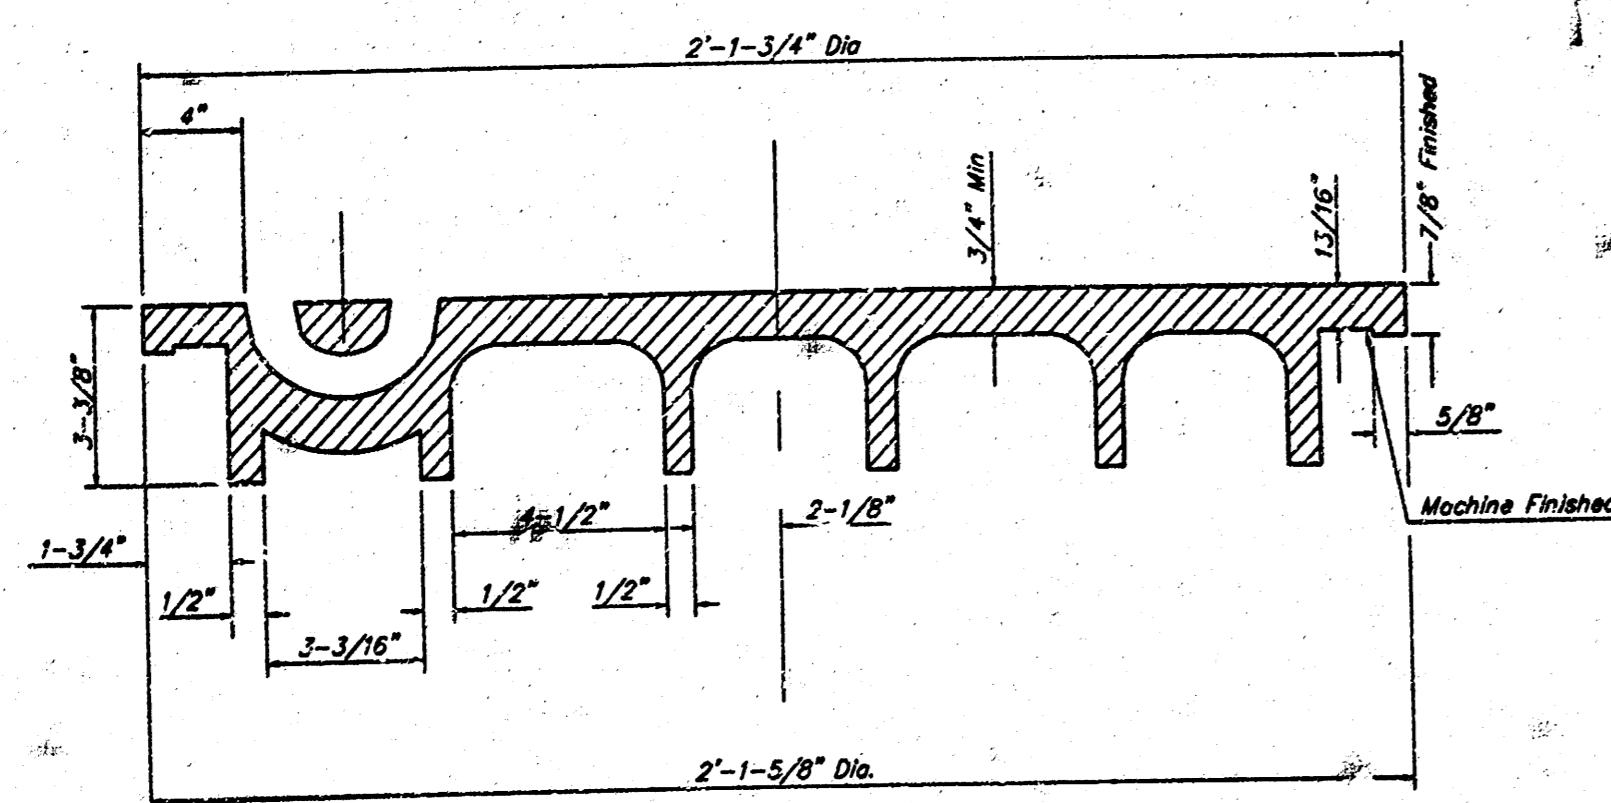 2'-1-3/4" Dia
4"
3/4" Min
13/16"
7/8" Finished
3-3/8"
5/8"
Machine Finished
4-1/2"
2-1/8"
1-3/4"
1/2"
1/2"
1/2"
3-3/16"
2'-1-5/8" Dia.